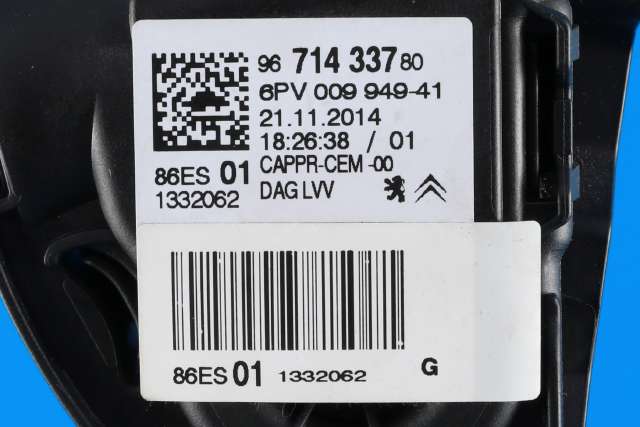 96 714 337 80
6PV 009 949-41
21.11.2014
18:26:38 / 01
86ES 01 CAPPR-CEM -00
1332062 DAG LVV
86ES 01 1332062 G